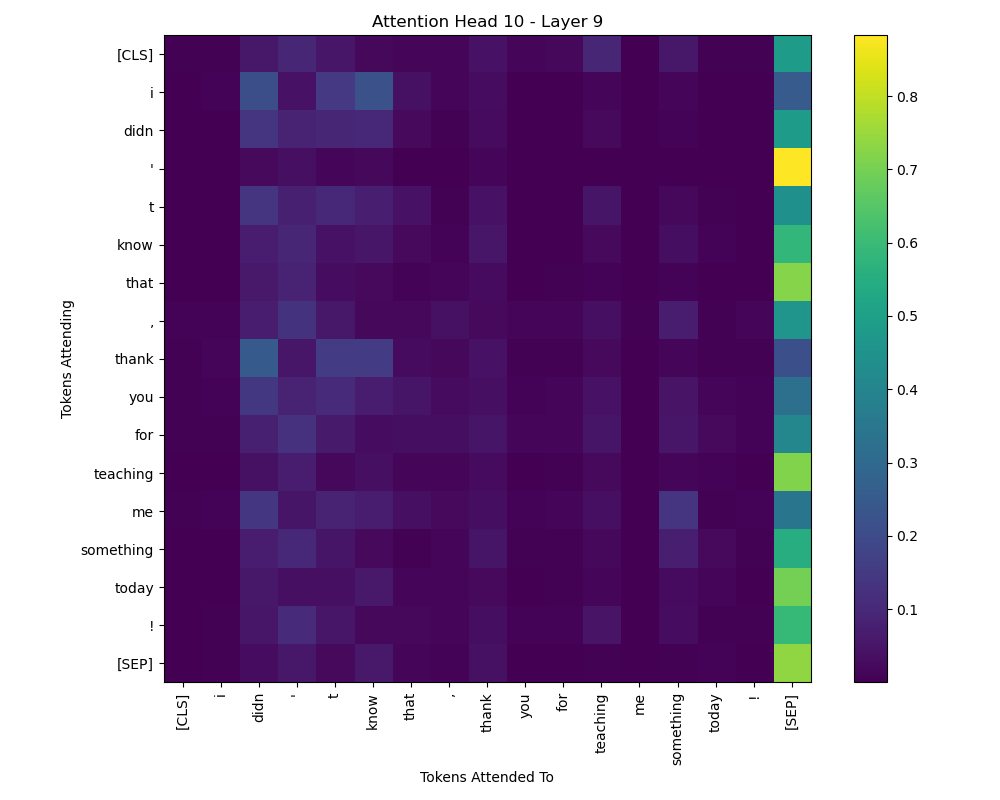 Attention Head 10 - Layer 9
[CLS]
i
didn
'
t
know
that
,
thank
you
for
teaching
me
something
today
!
[SEP]
Tokens Attending
[CLS]
i
didn
'
t
know
that
,
thank
you
for
teaching
me
something
today
!
[SEP]
Tokens Attended To
0.8
0.7
0.6
0.5
0.4
0.3
0.2
0.1